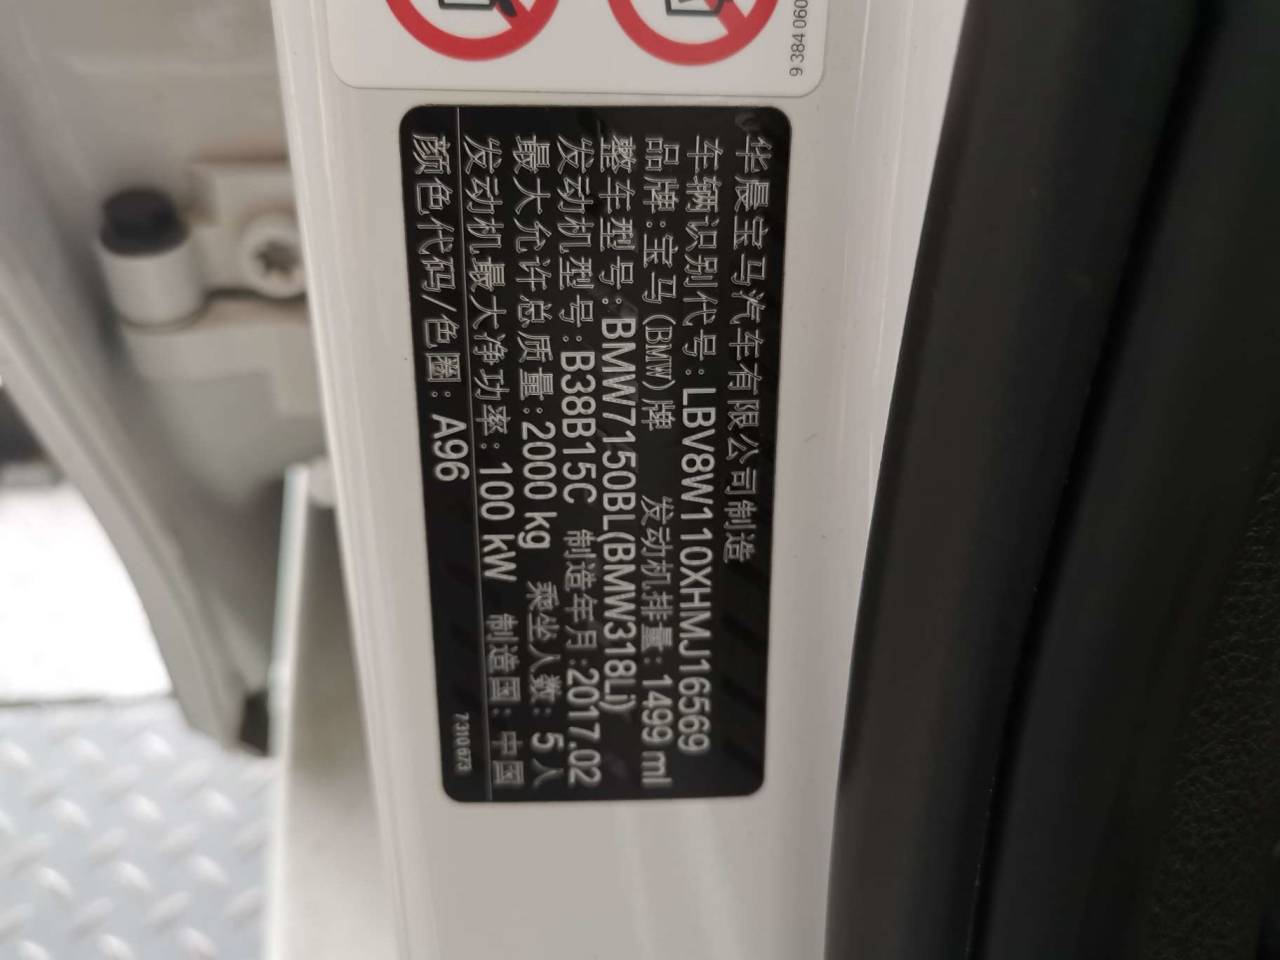 9 384 060
华晨宝马汽车有限公司制造
车辆识别代号:LBV8W110XHMJ16569
品牌:宝马(BMW)牌 发动机排量:1499 ml
整车型号:BMW7150BL(BMW318Li)
发动机型号:B38B15C 制造年月:2017.02
最大允许总质量:2000 kg 乘坐人数:5人
发动机最大净功率:100 kW 制造国:中国
颜色代码/色圈:A96
7310673